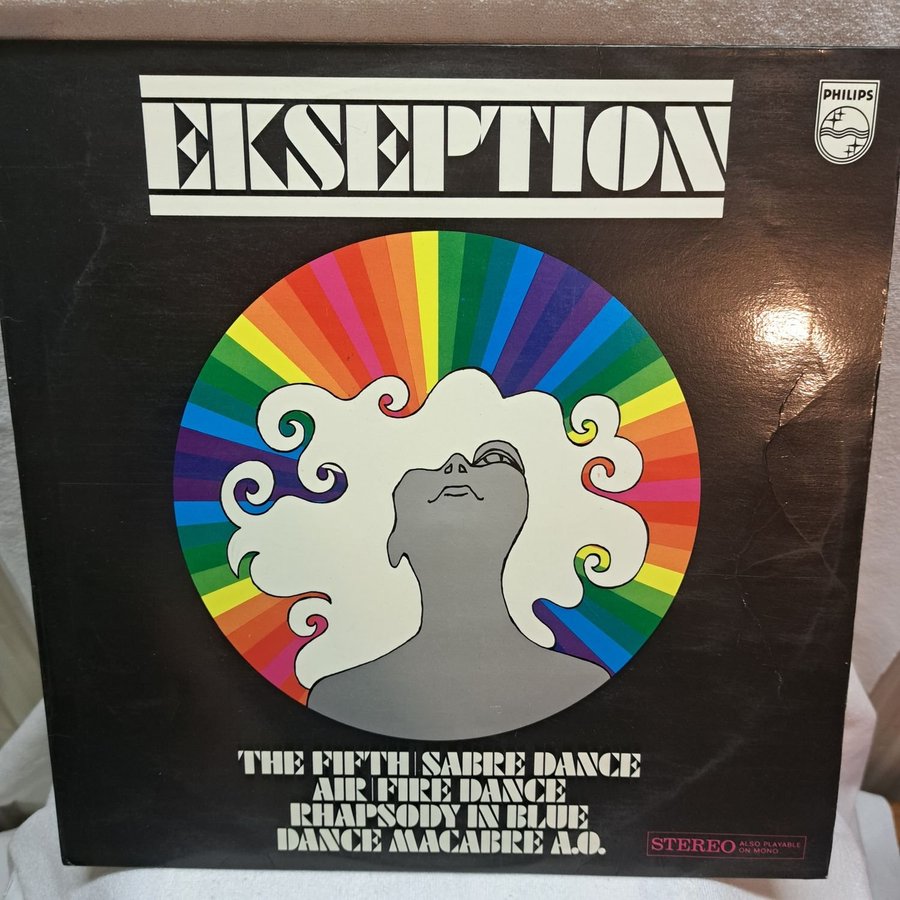 EKSEPTION
PHILIPS
THE FIFTH | SABRE DANCE
AIR | FIRE DANCE
RHAPSODY IN BLUE
DANCE MACABRE A.O.
STEREO ALSO PLAYABLE
ON MONO